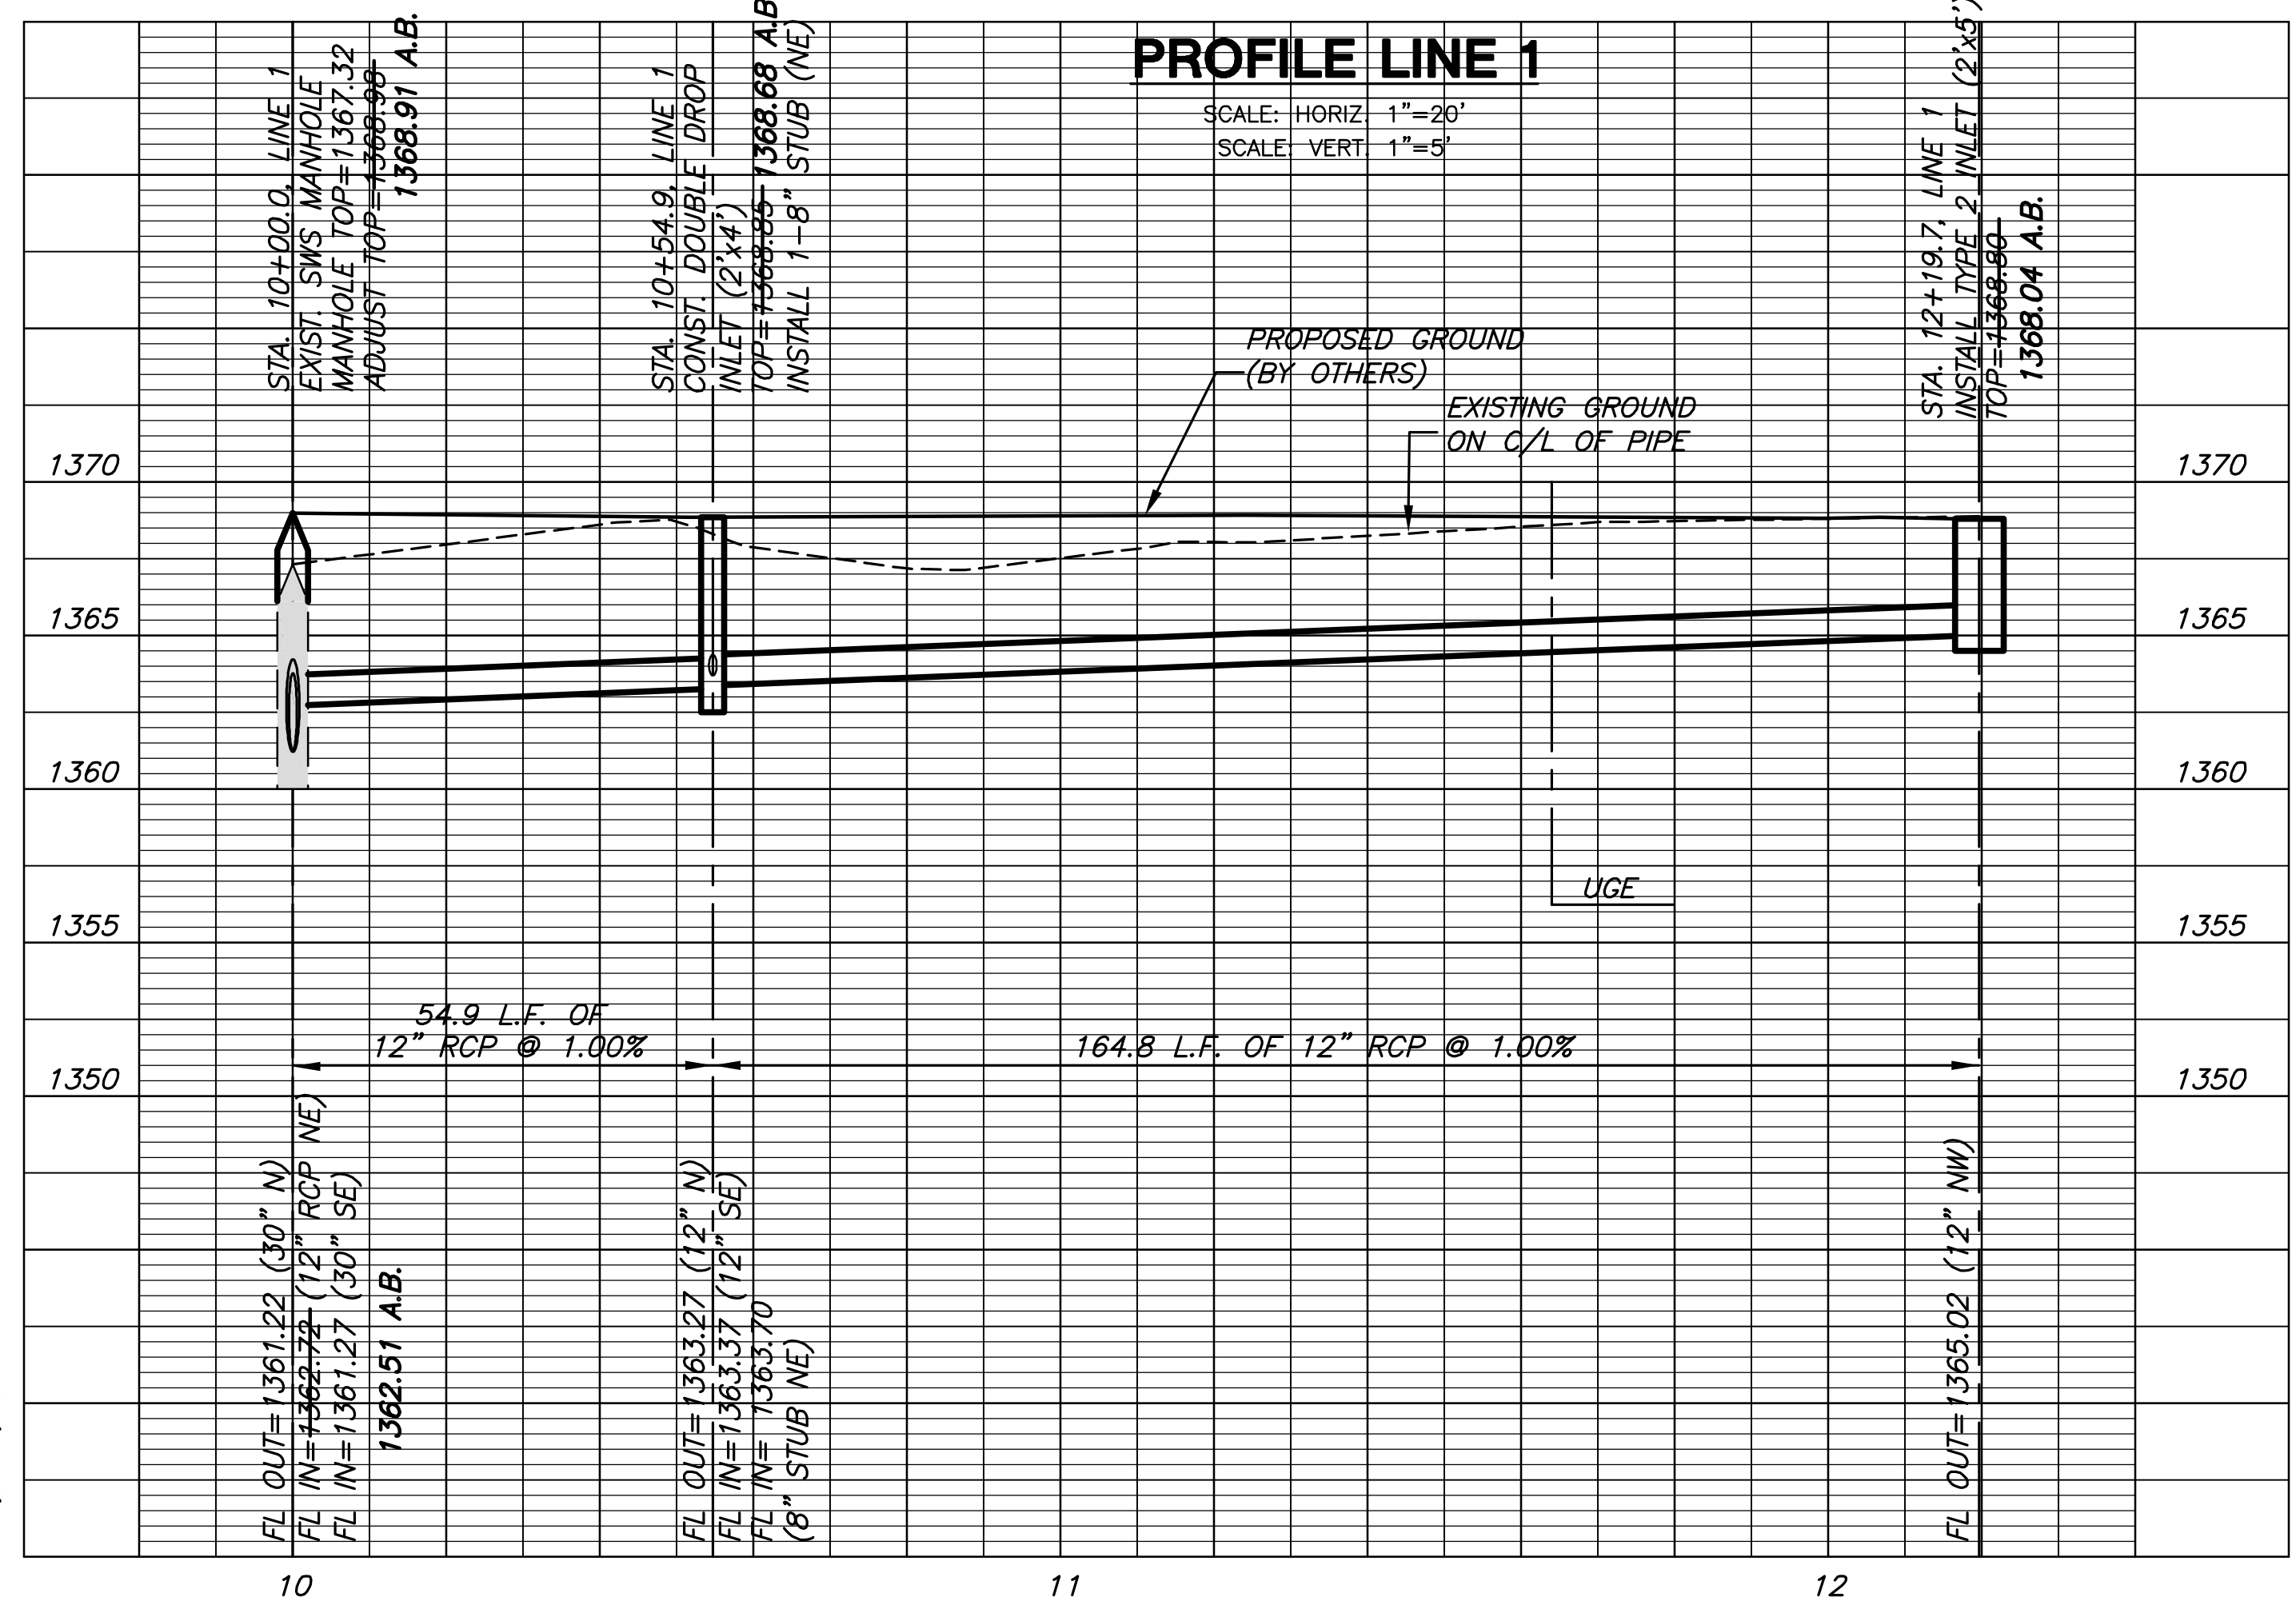 PROFILE LINE 1
SCALE: HORIZ. 1"=20'
SCALE: VERT. 1"=5'
STA. 10+00.0, LINE 1
EXIST. SWS MANHOLE
MANHOLE TOP=1367.32
ADJUST TOP=1368.98
1368.91 A.B.
STA. 10+54.9, LINE 1
CONST. DOUBLE DROP
INLET (2'x4')
TOP=1368.85 1368.68 A.B
INSTALL 1-8" STUB (NE)
STA. 12+19.7, LINE 1
INSTALL TYPE 2 INLET (2'x5')
TOP=1368.80
1368.04 A.B.
PROPOSED GROUND
(BY OTHERS)
EXISTING GROUND
ON C/L OF PIPE
1370
1370
1365
1365
1360
1360
UGE
1355
1355
54.9 L.F. OF
12" RCP @ 1.00%
164.8 L.F. OF 12" RCP @ 1.00%
1350
1350
FL OUT=1361.22 (30" N)
FL IN=1362.72 (12" RCP NE)
FL IN=1361.27 (30" SE)
1362.51 A.B.
FL OUT=1363.27 (12" N)
FL IN=1363.37 (12" SE)
FL IN= 1363.70
(8" STUB NE)
FL OUT=1365.02 (12" NW)
10
11
12